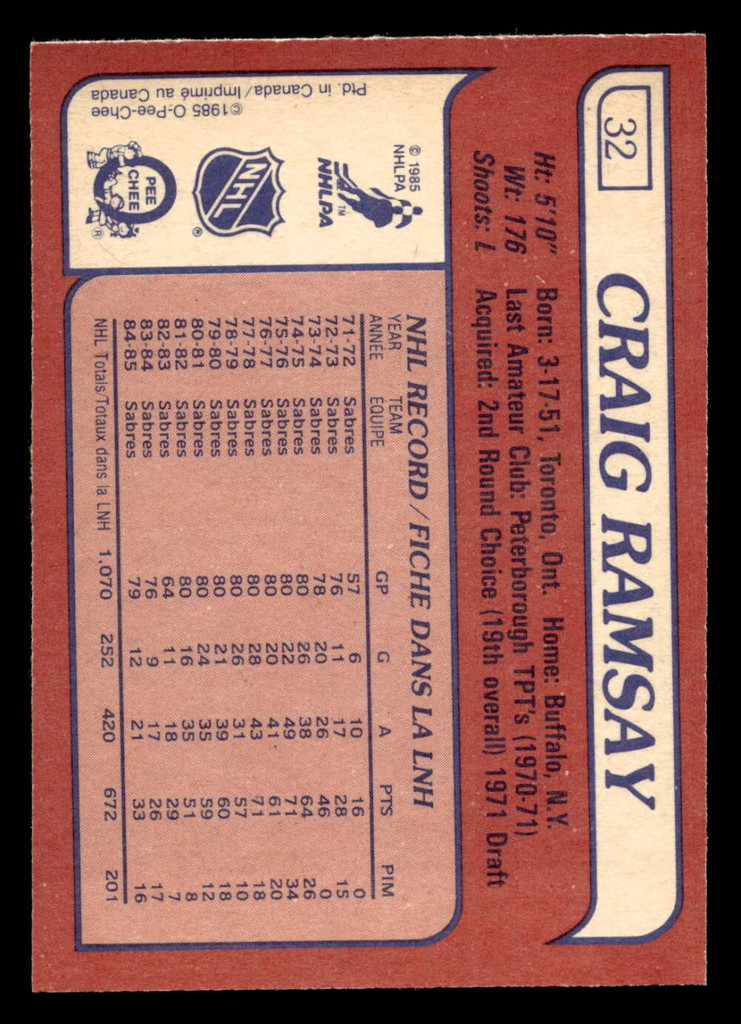 32
CRAIG RAMSAY
Ht: 5'10" Born: 3-17-51, Toronto, Ont. Home: Buffalo, N.Y.
Wt: 176 Last Amateur Club: Peterborough TPT's (1970-71)
Shoots: L Acquired: 2nd Round Choice (19th overall) 1971 Draft
© 1985
NHLPA
TM
NHLPA
NHL
®
PEE
CHEE
®
©1985 O-Pee-Chee
Ptd. in Canada/Imprimé au Canada
NHL RECORD / FICHE DANS LA LNH
YEAR TEAM GP G A PTS PIM
ANNÉE ÉQUIPE
71-72 Sabres 57 6 10 16 0
72-73 Sabres 76 11 17 28 15
73-74 Sabres 78 20 26 46 0
74-75 Sabres 80 26 38 64 26
75-76 Sabres 80 22 49 71 34
76-77 Sabres 80 20 41 61 20
77-78 Sabres 80 28 43 71 18
78-79 Sabres 80 26 31 57 10
79-80 Sabres 80 21 39 60 18
80-81 Sabres 80 24 35 59 12
81-82 Sabres 80 16 35 51 8
82-83 Sabres 64 11 18 29 7
83-84 Sabres 76 9 17 26 17
84-85 Sabres 79 12 21 33 16
NHL Totals/Totaux dans la LNH 1.070 252 420 672 201